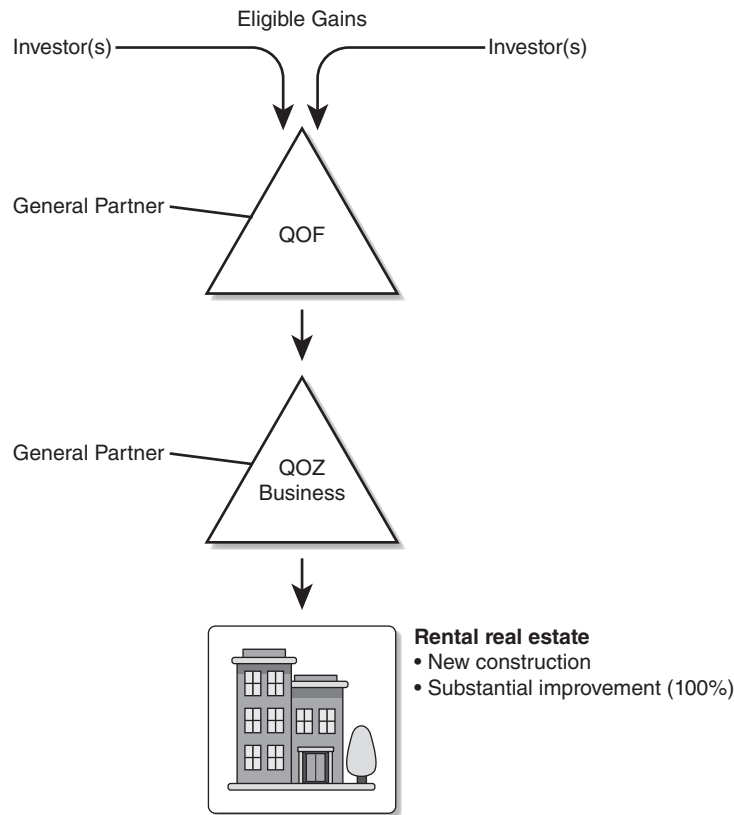 Eligible Gains
Investor(s)
Investor(s)
General Partner
QOF
General Partner
QOZ
Business
Rental real estate
• New construction
• Substantial improvement (100%)